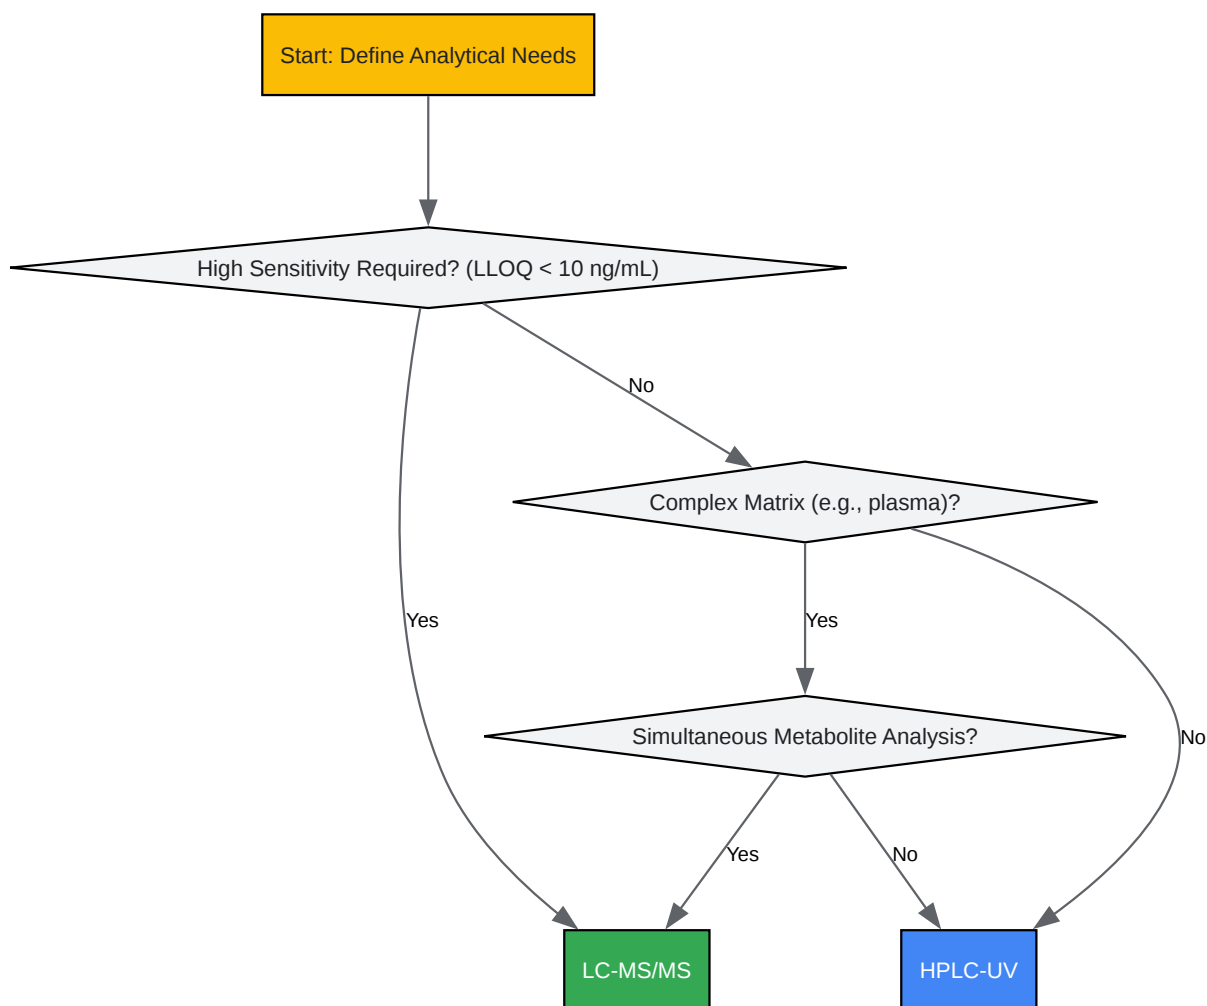 Start: Define Analytical Needs
High Sensitivity Required? (LLOQ < 10 ng/mL)
No
Complex Matrix (e.g., plasma)?
Yes
Yes
Simultaneous Metabolite Analysis?
No
Yes
No
LC-MS/MS
HPLC-UV